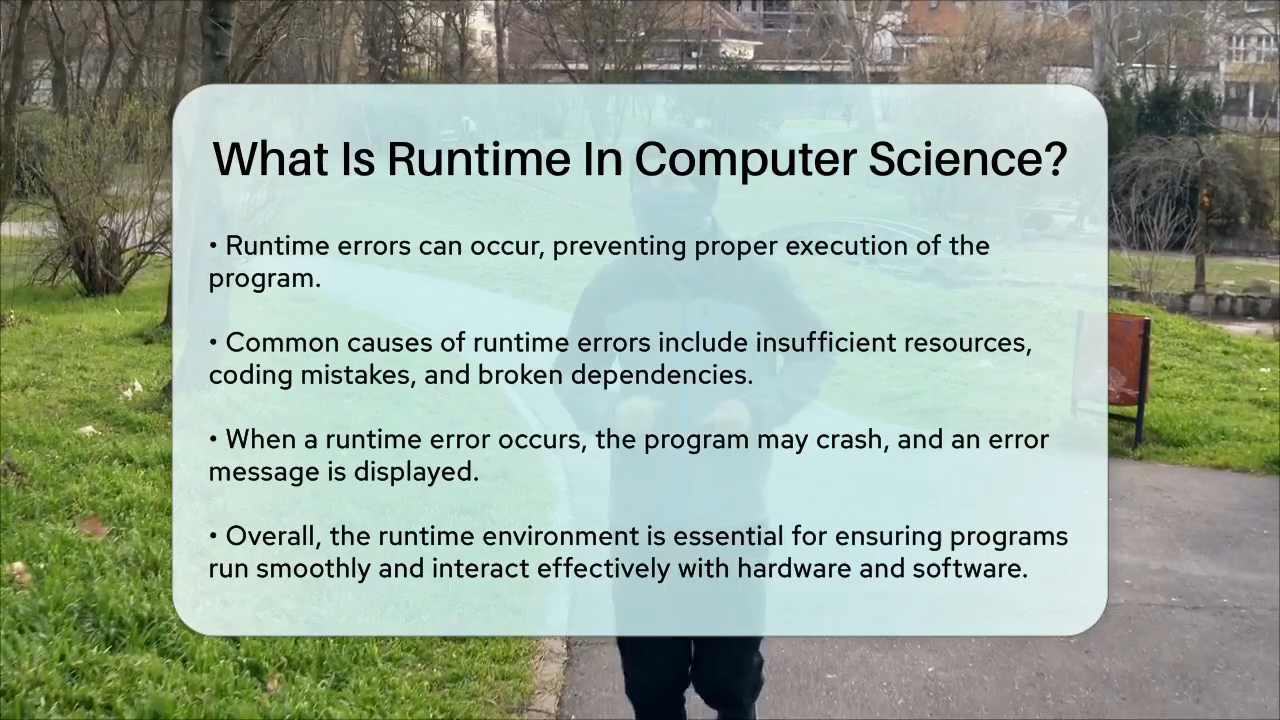 What Is Runtime In Computer Science?
• Runtime errors can occur, preventing proper execution of the
program.
• Common causes of runtime errors include insufficient resources,
coding mistakes, and broken dependencies.
• When a runtime error occurs, the program may crash, and an error
message is displayed.
• Overall, the runtime environment is essential for ensuring programs
run smoothly and interact effectively with hardware and software.